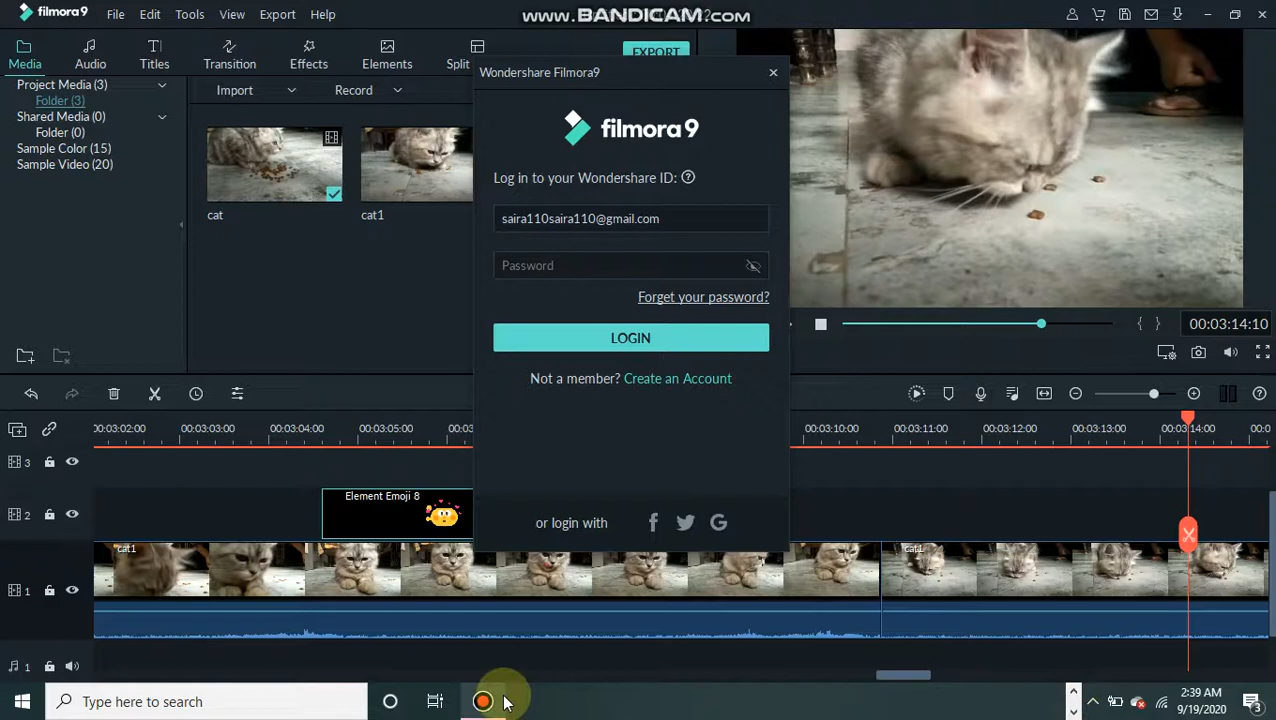 filmora9 File Edit Tools View Export Help
www.BANDICAM.com
Media Audio Titles Transition Effects Elements Split
EXPORT
Project Media (3)
Folder (3)
Shared Media (0)
Folder (0)
Sample Color (15)
Sample Video (20)
Import Record
cat cat1
Wondershare Filmora9
filmora9
Log in to your Wondershare ID:
saira110saira110@gmail.com
Password
Forget your password?
LOGIN
Not a member? Create an Account
or login with
00:03:14:10
00:03:02:00 00:03:03:00 00:03:04:00 00:03:05:00 00:03:10:00 00:03:11:00 00:03:12:00 00:03:13:00 00:03:14:00
3
2
Element Emoji 8
1
cat1 cat1
1
Type here to search
2:39 AM
9/19/2020
3